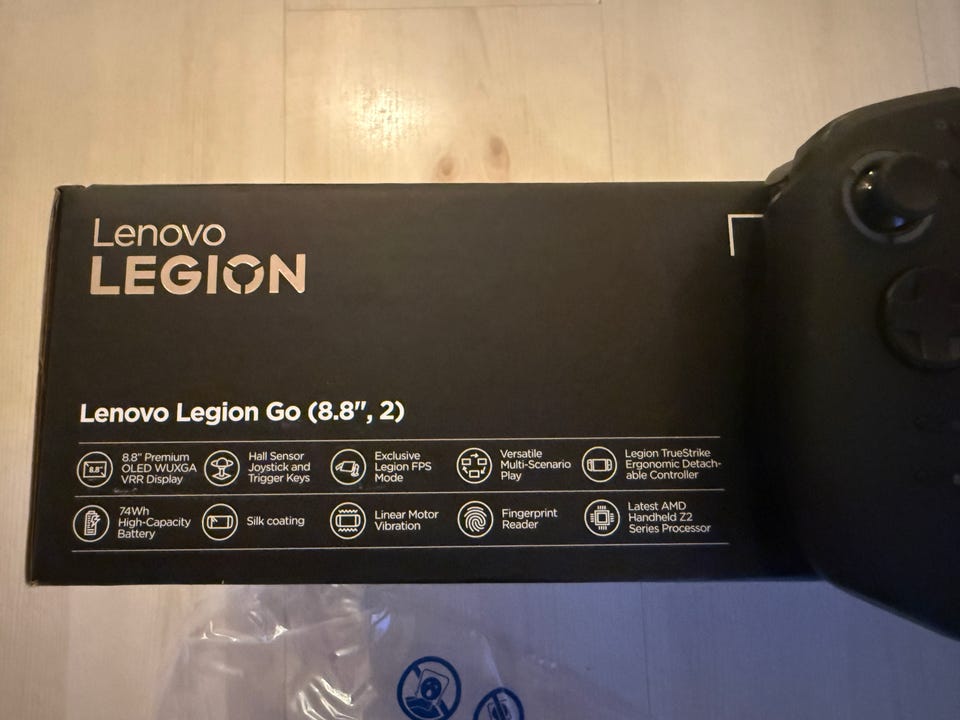 Lenovo
LEGION
Lenovo Legion Go (8.8", 2)
8.8"
8.8" Premium
OLED WUXGA
VRR Display
Hall Sensor
Joystick and
Trigger Keys
Exclusive
Legion FPS
Mode
Versatile
Multi-Scenario
Play
Legion TrueStrike
Ergonomic Detach-
able Controller
74Wh
High-Capacity
Battery
Silk coating
Linear Motor
Vibration
Fingerprint
Reader
Latest AMD
Handheld Z2
Series Processor